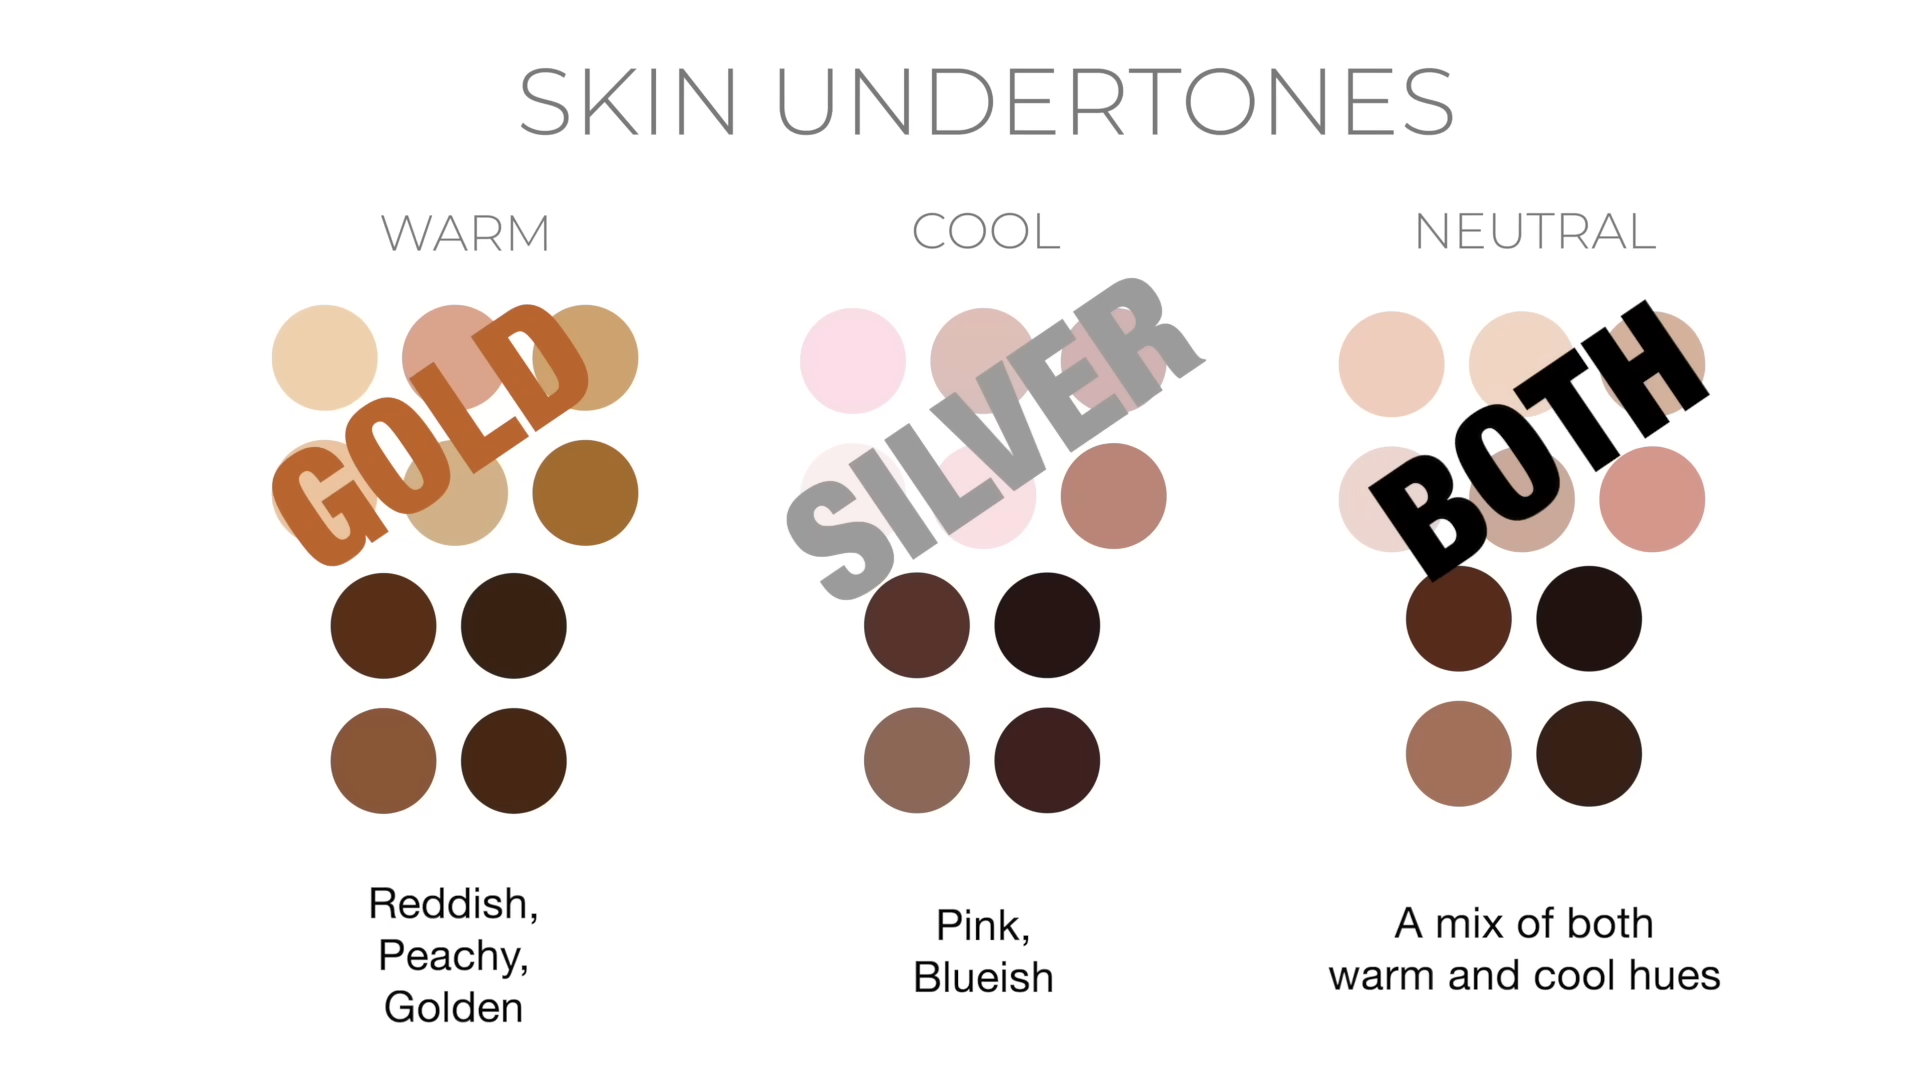 SKIN UNDERTONES
WARM
COOL
NEUTRAL
GOLD
SILVER
BOTH
Reddish,
Peachy,
Golden
Pink,
Blueish
A mix of both
warm and cool hues